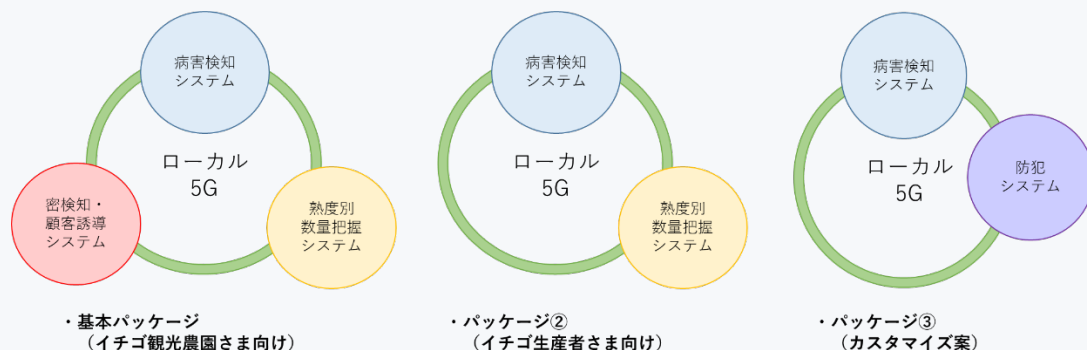 病害検知
システム
ローカル
5G
密検知・
顧客誘導
システム
熟度別
数量把握
システム
・基本パッケージ
（イチゴ観光農園さま向け）
病害検知
システム
ローカル
5G
熟度別
数量把握
システム
・パッケージ②
（イチゴ生産者さま向け）
病害検知
システム
ローカル
5G
防犯
システム
・パッケージ③
（カスタマイズ案）